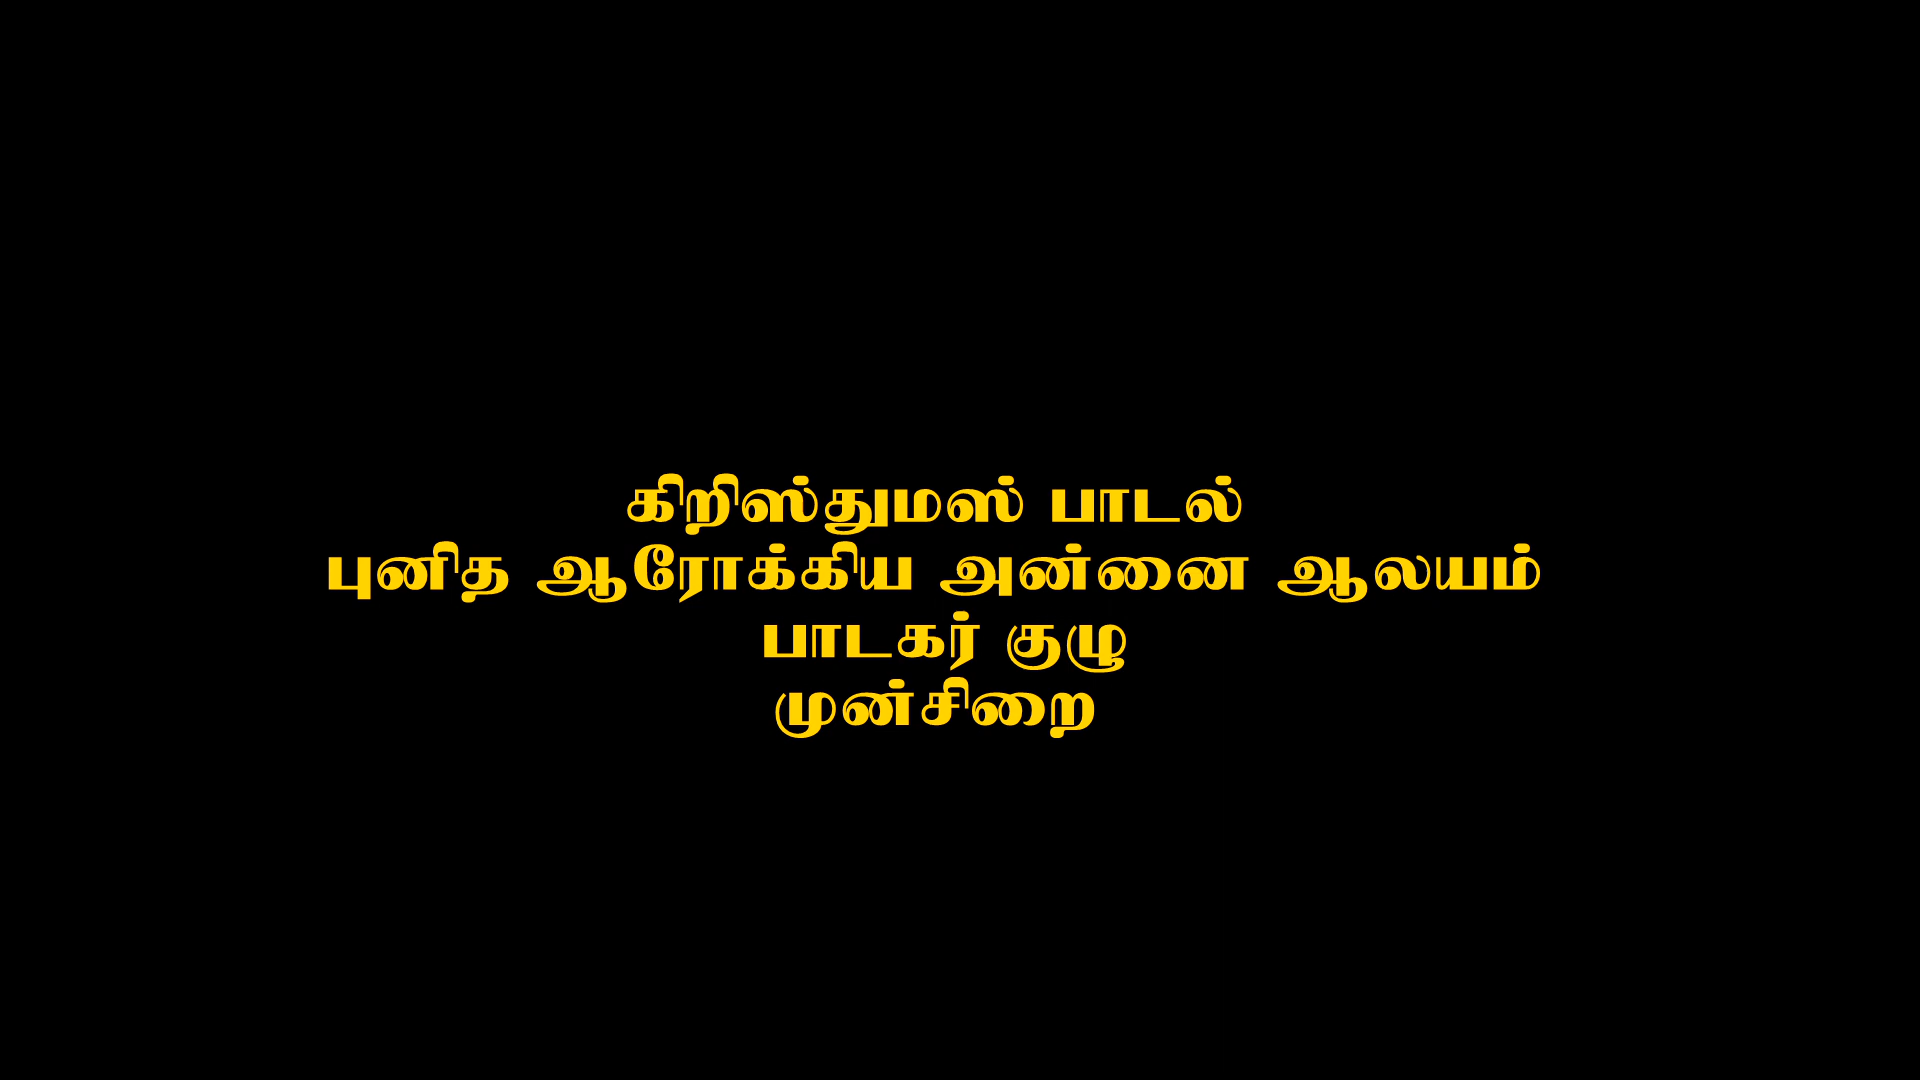 கிறிஸ்துமஸ் பாடல்
புனித ஆரோக்கிய அன்னை ஆலயம்
பாடகர் குழு
முன்சிறை